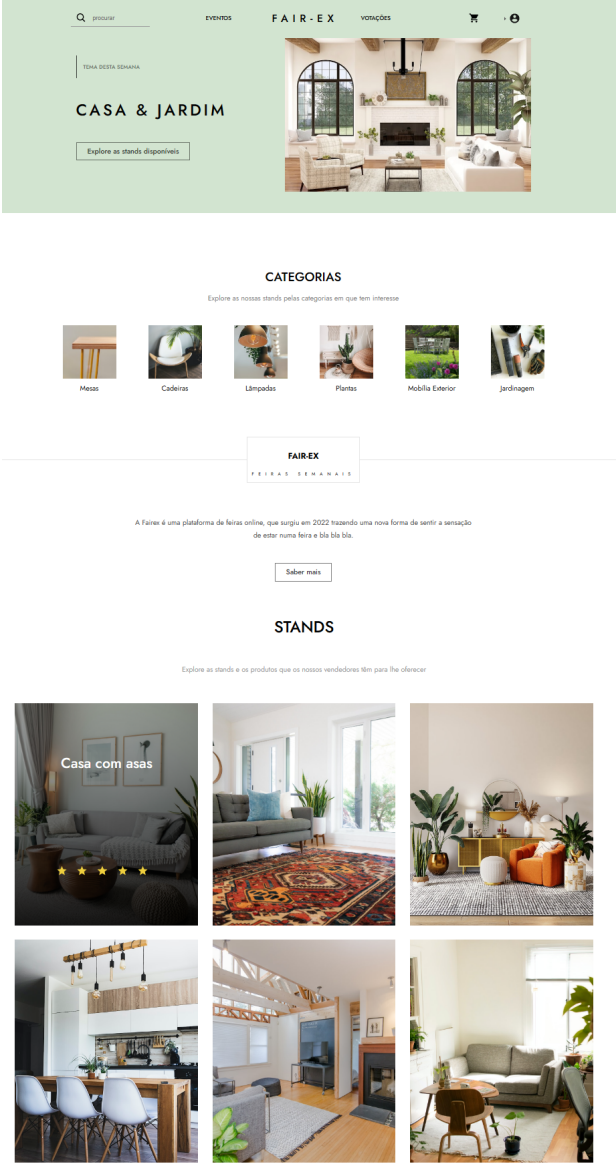 procurar
EVENTOS
FAIR-EX
VOTAÇÕES
TEMA DESTA SEMANA
CASA & JARDIM
Explore as stands disponíveis
CATEGORIAS
Explore as nossas stands pelas categorias em que tem interesse
Mesas
Cadeiras
Lâmpadas
Plantas
Mobília Exterior
Jardinagem
FAIR-EX
FEIRAS SEMANAIS
A Fairex é uma plataforma de feiras online, que surgiu em 2022 trazendo uma nova forma de sentir a sensação
de estar numa feira e bla bla bla.
Saber mais
STANDS
Explore as stands e os produtos que os nossos vendedores têm para lhe oferecer
Casa com asas